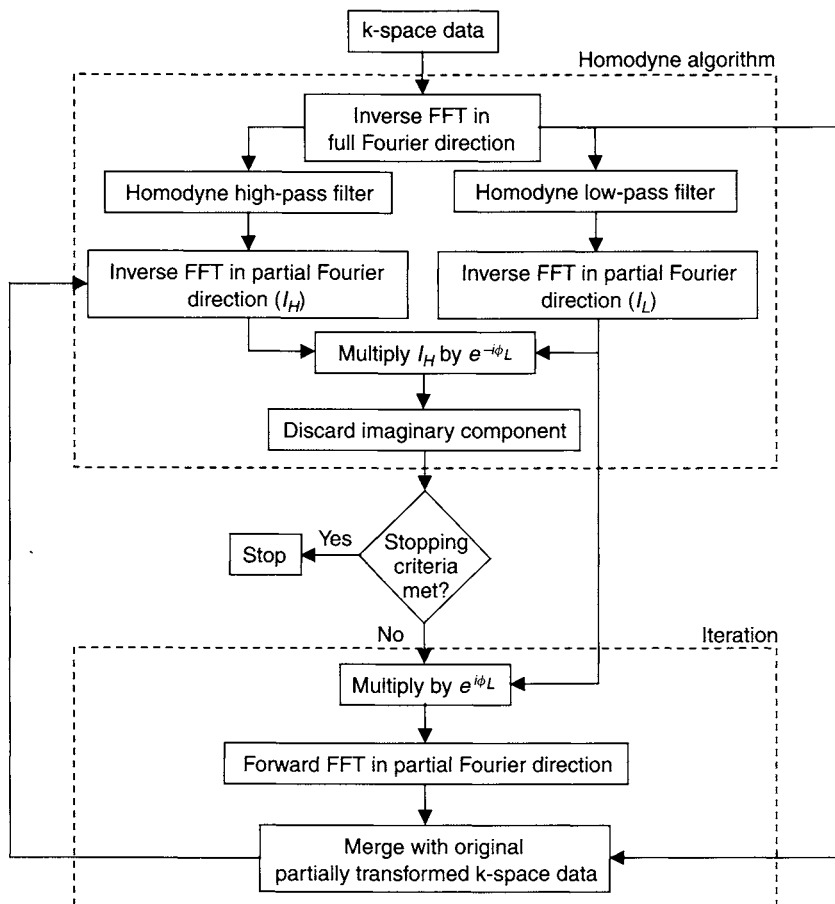 k-space data
Homodyne algorithm
Inverse FFT in
full Fourier direction
Homodyne high-pass filter
Homodyne low-pass filter
Inverse FFT in partial Fourier
direction (I_H)
Inverse FFT in partial Fourier
direction (I_L)
Multiply I_H by e^{−iϕ_L}
Discard imaginary component
Yes
Stop
Stopping
criteria
met?
No
Iteration
Multiply by e^{iϕ_L}
Forward FFT in partial Fourier direction
Merge with original
partially transformed k-space data